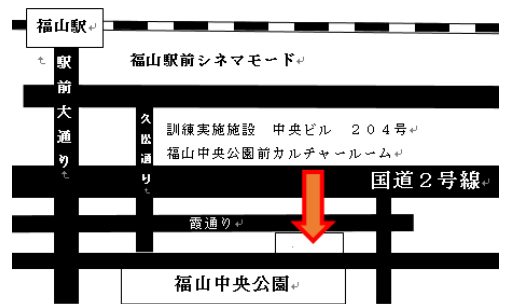 福山駅
福山駅前シネマモード
駅前大通り
久松通り
訓練実施施設 中央ビル 204号
福山中央公園前カルチャールーム
国道2号線
霞通り
福山中央公園